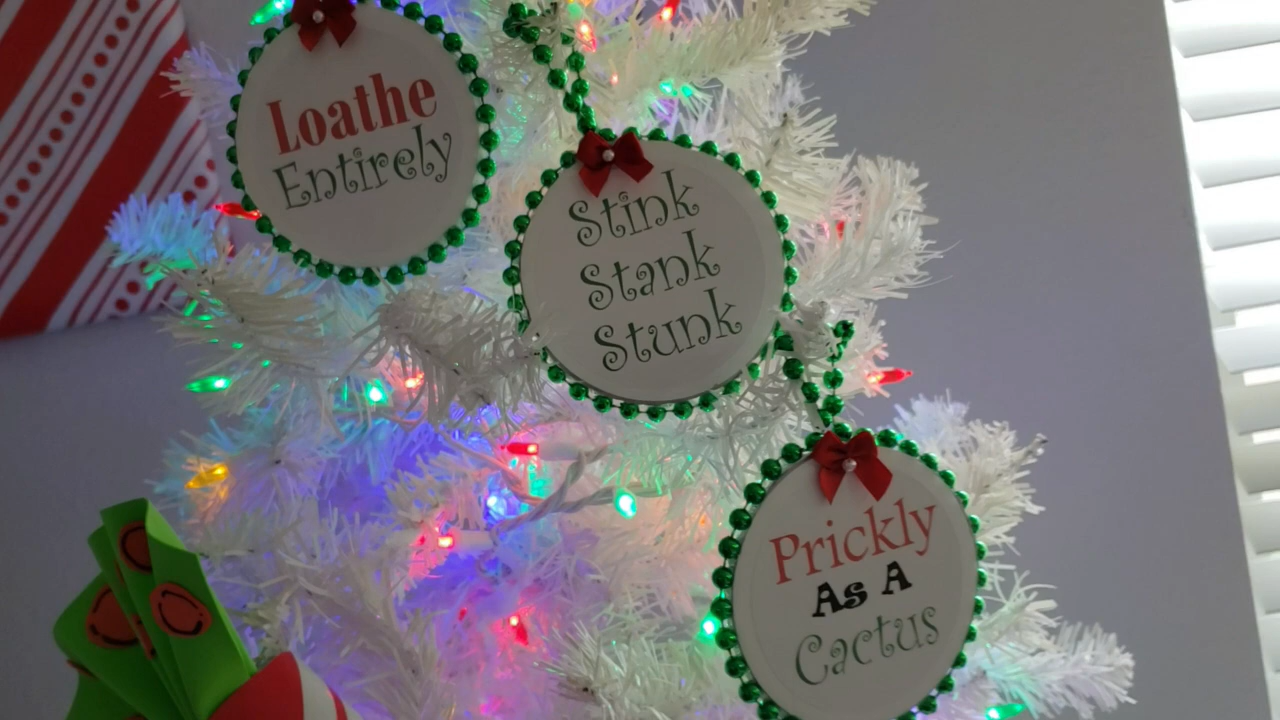 Loathe
Entirely
Stink
Stank
Stunk
Prickly
As A
Cactus